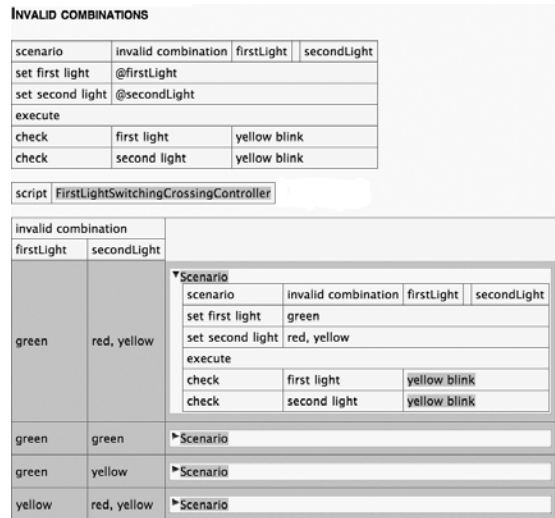 INVALID COMBINATIONS
scenario invalid combination firstLight secondLight
set first light @firstLight
set second light @secondLight
execute
check first light yellow blink
check second light yellow blink
script FirstLightSwitchingCrossingController
invalid combination
firstLight secondLight
▼Scenario
scenario invalid combination firstLight secondLight
set first light green
green red, yellow
set second light red, yellow
execute
check first light yellow blink
check second light yellow blink
green green ►Scenario
green yellow ►Scenario
yellow red, yellow ►Scenario